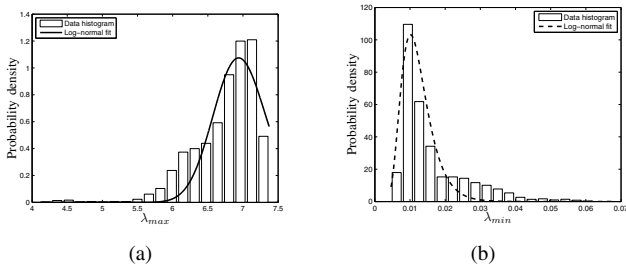 Probability density
1.4
1.2
1
0.8
0.6
0.4
0.2
0
Data histogram
Log−normal fit
4 4.5 5 5.5 6 6.5 7 7.5
λmax
(a)
Probability density
120
100
80
60
40
20
0
Data histogram
Log−normal fit
0 0.01 0.02 0.03 0.04 0.05 0.06 0.07
λmin
(b)